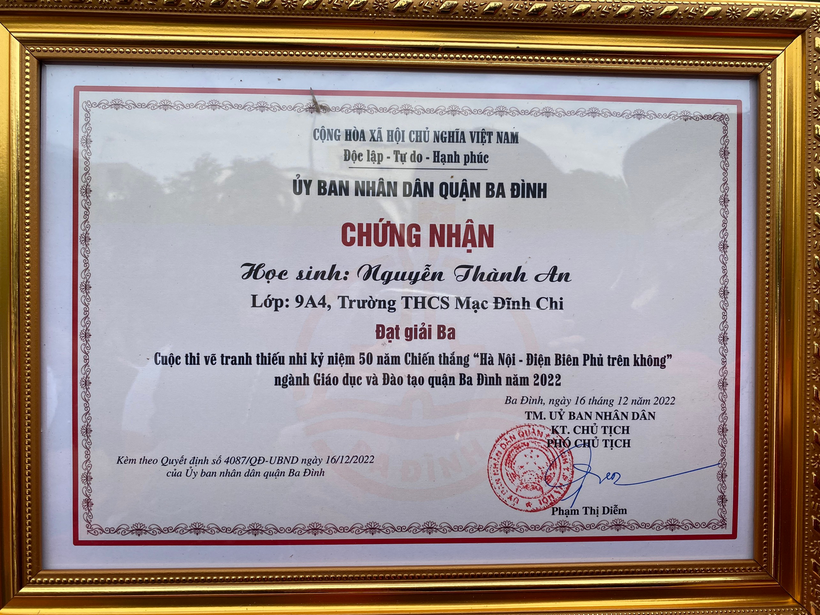 CỘNG HÒA XÃ HỘI CHỦ NGHĨA VIỆT NAM
Độc lập - Tự do - Hạnh phúc
ỦY BAN NHÂN DÂN QUẬN BA ĐÌNH
CHỨNG NHẬN
Học sinh: Nguyễn Thành An
Lớp: 9A4, Trường THCS Mạc Đĩnh Chi
Đạt giải Ba
Cuộc thi vẽ tranh thiếu nhi kỷ niệm 50 năm Chiến thắng "Hà Nội - Điện Biên Phủ trên không"
ngành Giáo dục và Đào tạo quận Ba Đình năm 2022
Ba Đình, ngày 16 tháng 12 năm 2022
TM. UỶ BAN NHÂN DÂN
KT. CHỦ TỊCH
PHÓ CHỦ TỊCH
Kèm theo Quyết định số 4087/QĐ-UBND ngày 16/12/2022
của Ủy ban nhân dân quận Ba Đình
Phạm Thị Diễm